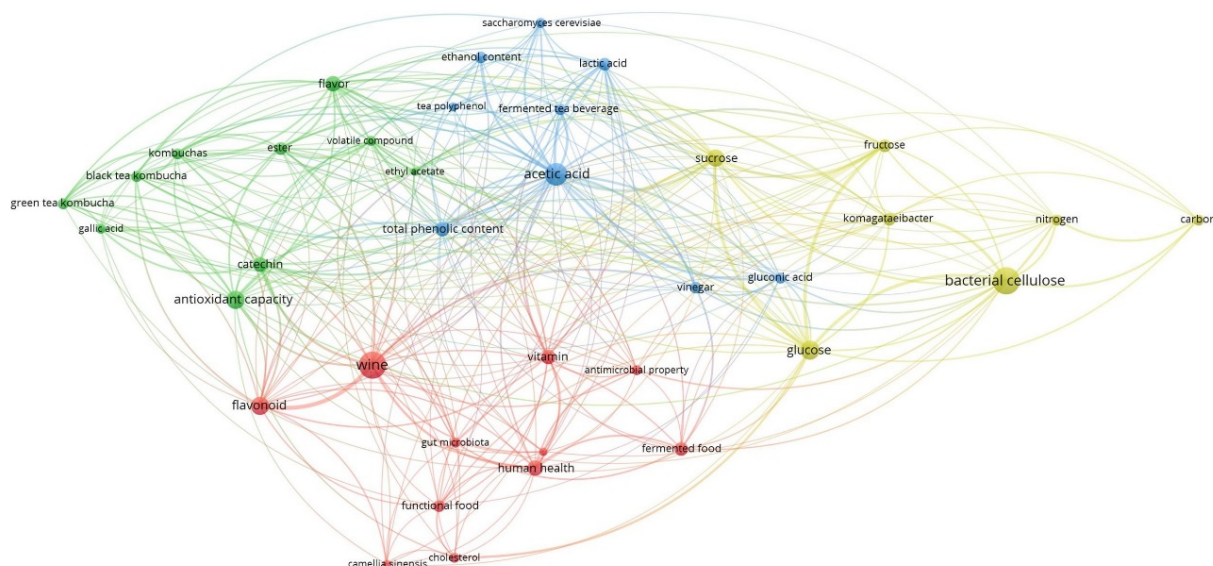 saccharomyces cerevisiae
ethanol content
lactic acid
flavor
tea polyphenol
fermented tea beverage
volatile compound
ester
kombuchas
sucrose
fructose
black tea kombucha
ethyl acetate
acetic acid
green tea kombucha
gallic acid
total phenolic content
komagataeibacter
nitrogen
carbon
catechin
gluconic acid
bacterial cellulose
vinegar
antioxidant capacity
glucose
wine
vitamin
antimicrobial property
flavonoid
gut microbiota
fermented food
human health
functional food
cholesterol
camellia sinensis